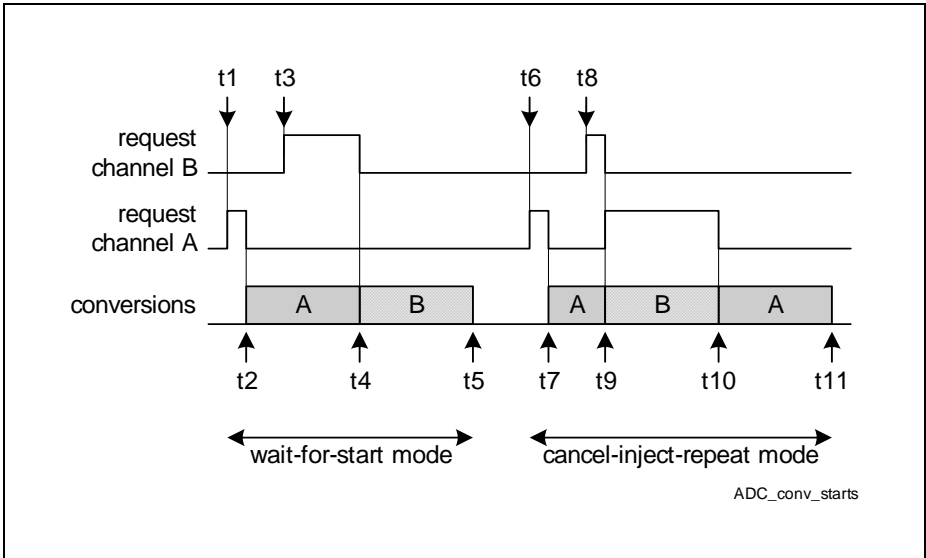 t1 t3 t6 t8
request
channel B
request
channel A
conversions A B A B A
t2 t4 t5 t7 t9 t10 t11
wait-for-start mode cancel-inject-repeat mode
ADC_conv_starts